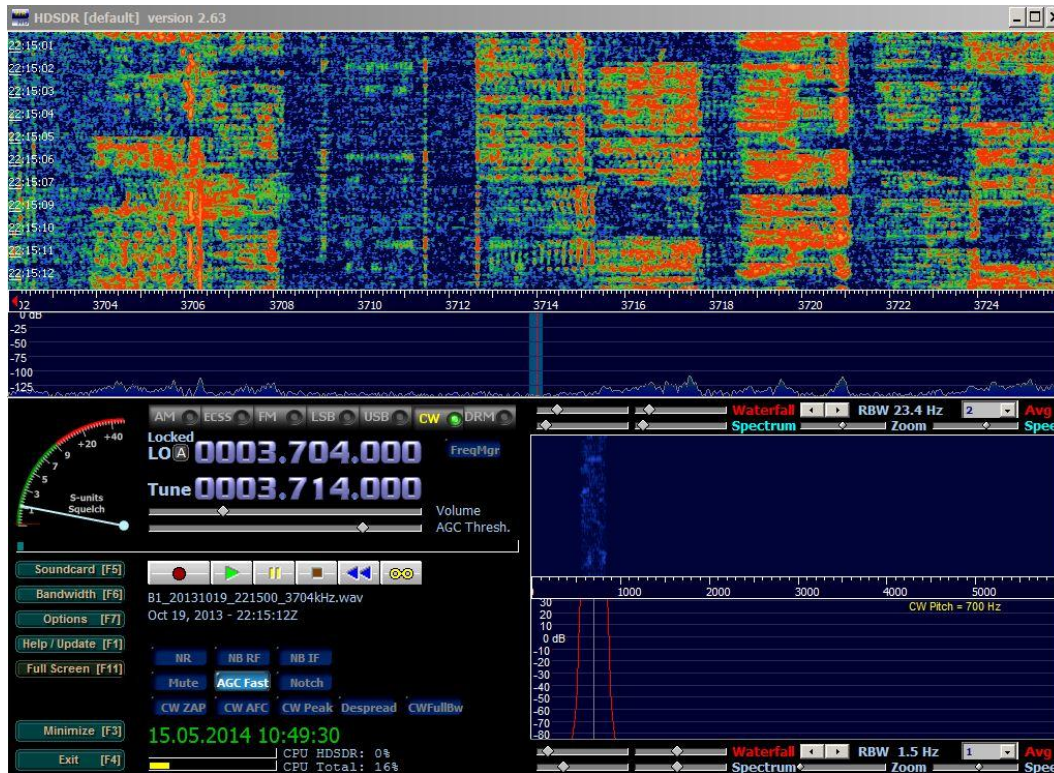 HDSDR [default] version 2.63
22:15:01
22:15:02
22:15:03
22:15:04
22:15:05
22:15:06
22:15:07
22:15:09
22:15:10
22:15:11
22:15:12
02 3704 3706 3708 3710 3712 3714 3716 3718 3720 3722 3724
0 dB
-25
-50
-75
-100
-125
AM ECSS FM LSB USB CW DRM
Locked
LO A 0003.704.000 FreqMgr
Tune 0003.714.000
Volume
AGC Thresh.
1 3 5 7 9 +20 +40
S-units
Squelch
Waterfall RBW 23.4 Hz 2 Avg
Spectrum Zoom Spee
Soundcard [F5]
Bandwidth [F6]
Options [F7]
Help / Update [F1]
Full Screen [F11]
Minimize [F3]
Exit [F4]
B1_20131019_221500_3704kHz.wav
Oct 19, 2013 - 22:15:12Z
NR NB RF NB IF
Mute AGC Fast Notch
CW ZAP CW AFC CW Peak Despread CWFullBw
15.05.2014 10:49:30
CPU HDSDR: 0%
CPU Total: 16%
0 1000 2000 3000 4000 5000
CW Pitch = 700 Hz
30
20
10
0 dB
-10
-20
-30
-40
-50
-60
-70
-80
Waterfall RBW 1.5 Hz 1 Avg
Spectrum Zoom Spee